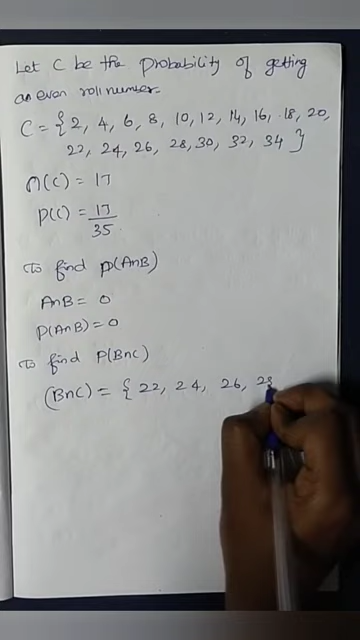 Let C be the probability of getting
an even roll number.
C = { 2, 4, 6, 8, 10, 12, 14, 16, 18, 20,
22, 24, 26, 28, 30, 32, 34 }
n(C) = 17
P(C) = 17/35
To find P(A∩B)
A∩B = 0
P(A∩B) = 0
To find P(B∩C)
(B∩C) = { 22, 24, 26, 28